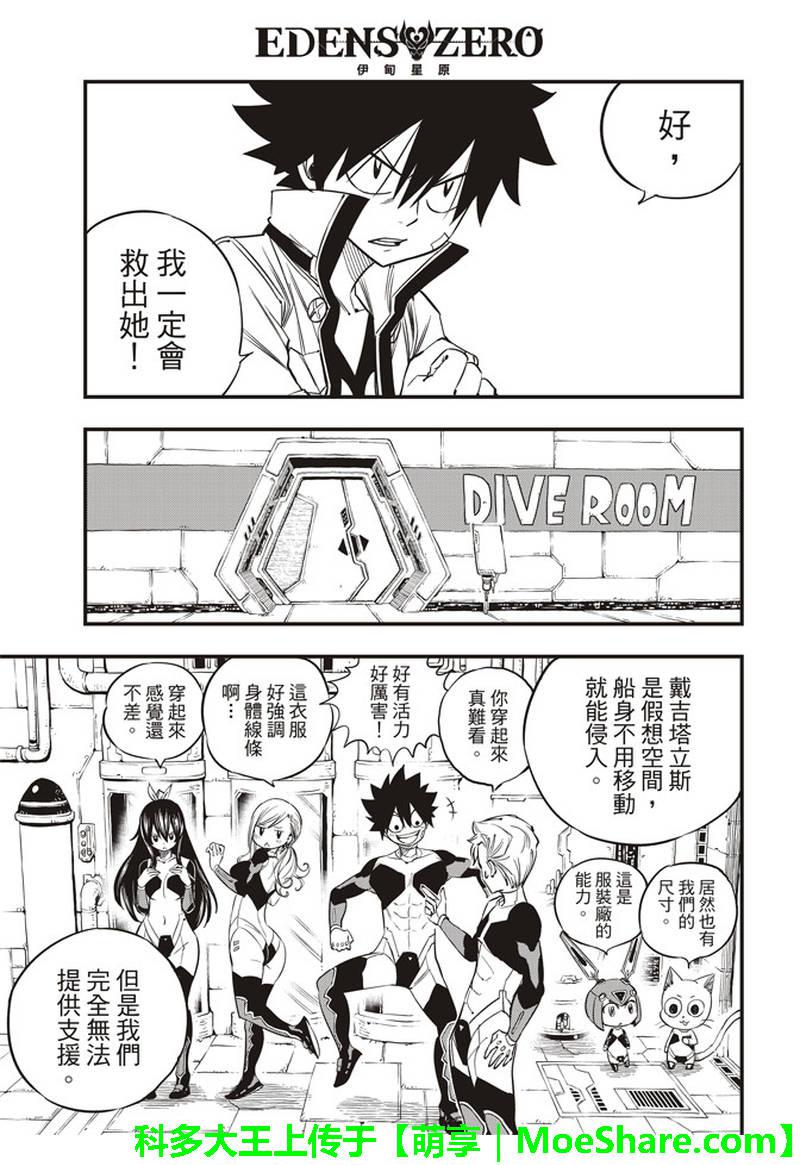 EDENS ZERO
伊甸星原
好，
我一定會
救出她！
DIVE ROOM
戴吉塔立斯
是假想空間，
船身不用移動
就能侵入。
你穿起來
真難看。
好有活力
好厲害！
這衣服
好強調
身體線條
啊…
穿起來
感覺還
不差。
居然也有
我們的
尺寸。
這是
服裝廠的
能力。
但是我們
完全無法
提供支援。
科多大王上传于【萌享】| MoeShare.com】